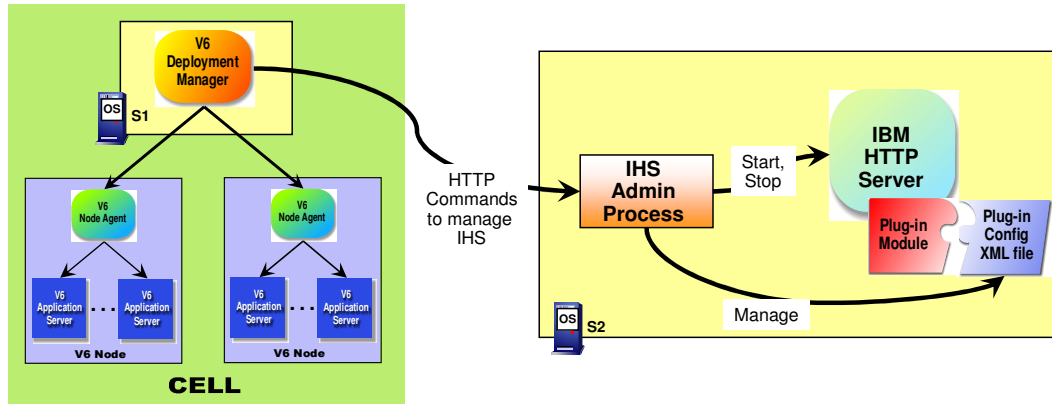 V6
Deployment
Manager
OS
S1
V6
Node Agent
V6
Node Agent
V6
Application
Server
...
V6
Application
Server
V6
Application
Server
...
V6
Application
Server
V6 Node
V6 Node
CELL
HTTP
Commands
to manage
IHS
IHS
Admin
Process
Start,
Stop
IBM
HTTP
Server
Plug-in
Module
Plug-in
Config
XML file
Manage
OS
S2